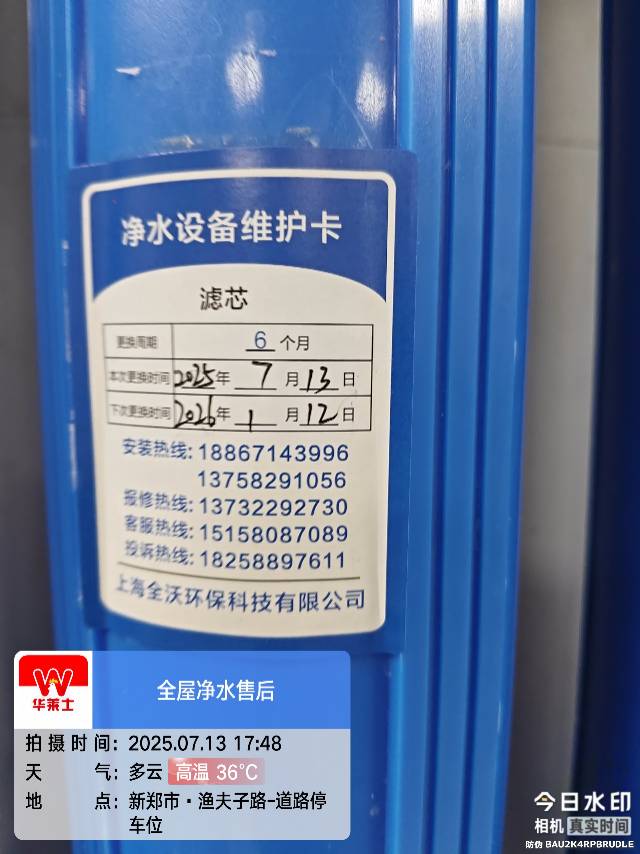 净水设备维护卡
滤芯
更换周期 6 个月
本次更换时间 2025年 7 月 13 日
下次更换时间 2026年 1 月 12 日
安装热线: 18867143996
13758291056
报修热线: 13732292730
客服热线: 15158087089
投诉热线: 18258897611
上海全沃环保科技有限公司
华莱士
全屋净水售后
拍摄时间: 2025.07.13 17:48
天 气: 多云 高温 36℃
地 点: 新郑市·渔夫子路-道路停
车位
今日水印
相机 真实时间
防伪 BAU2K4RPBRUDLE